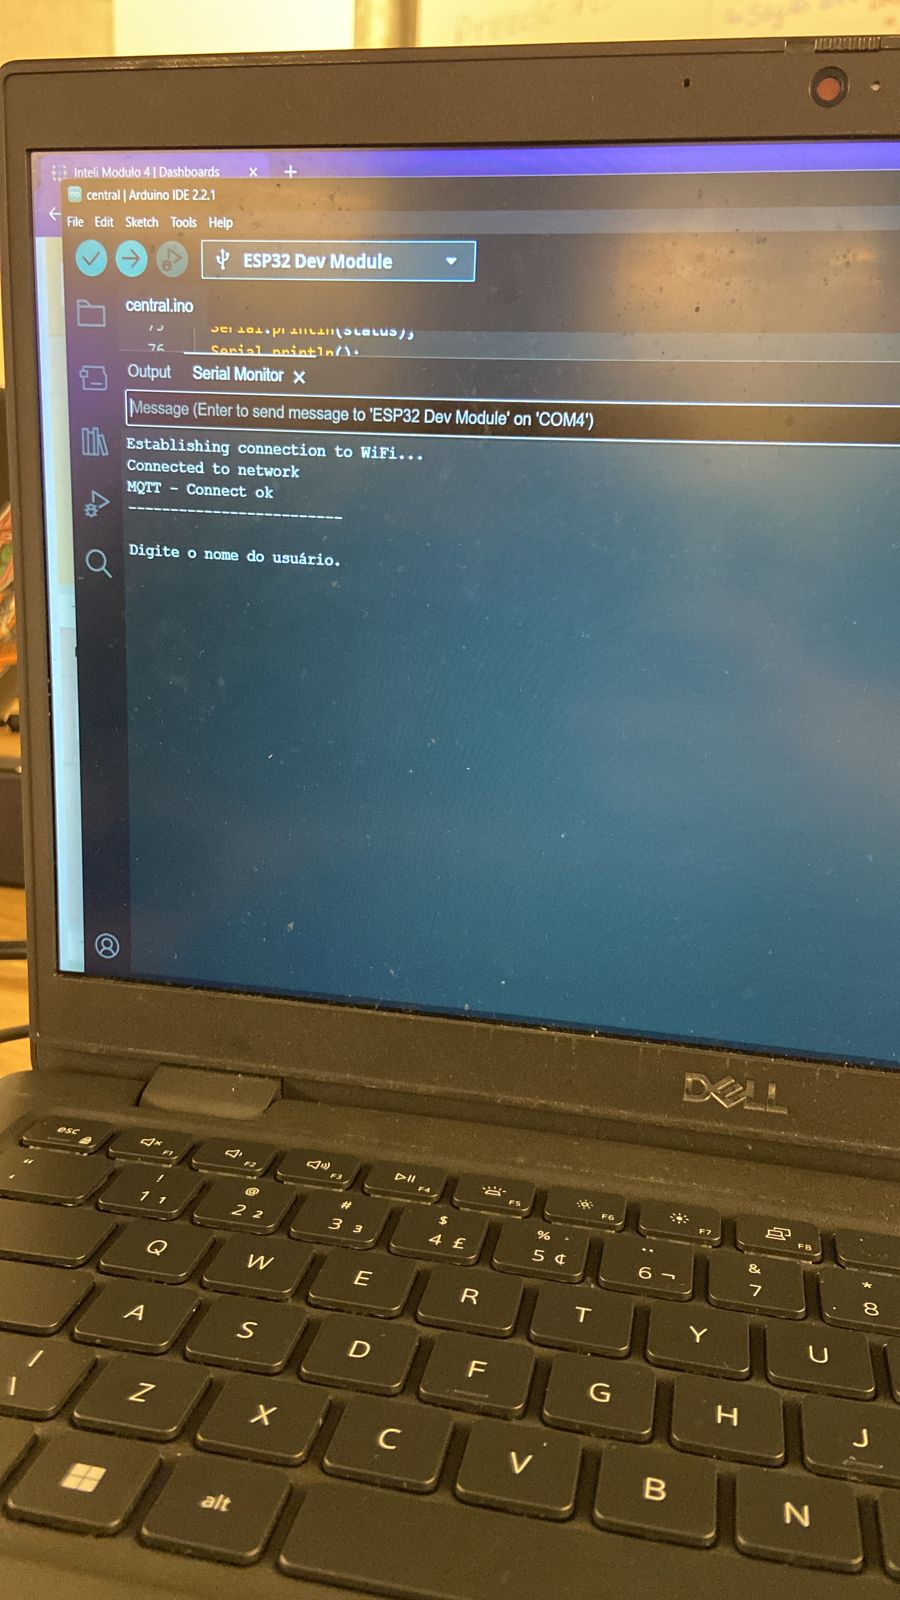 Inteli Modulo 4 | Dashboards
central | Arduino IDE 2.2.1
File Edit Sketch Tools Help
ESP32 Dev Module
central.ino
Serial.println(status);
76 Serial.println();
Output Serial Monitor
Message (Enter to send message to 'ESP32 Dev Module' on 'COM4')
Establishing connection to WiFi...
Connected to network
MQTT - Connect ok
-------------------------
Digite o nome do usuário.
DELL
esc F1 F2 F3 F4 F5 F6 F7 F8
! @ # $ % ¨ & *
1 1 2 2 3 3 4 £ 5 ¢ 6 ¬ 7 8
Q W E R T Y U
A S D F G H J
Z X C V B N
alt